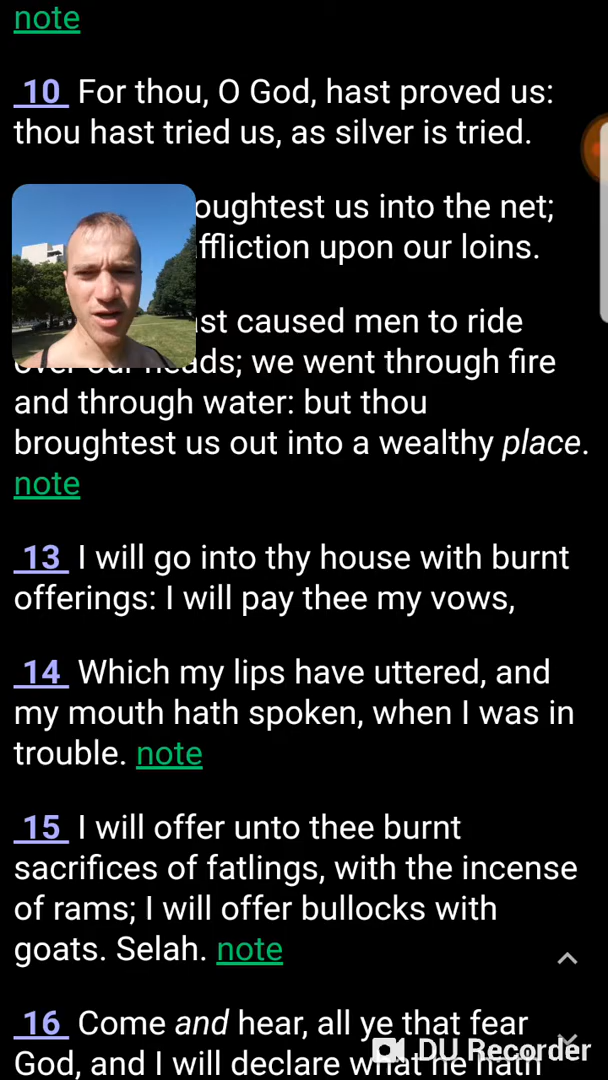 note
10 For thou, O God, hast proved us:
thou hast tried us, as silver is tried.
us into the net;
upon our loins.
caused men to ride
we went through fire
and through water: but thou
broughtest us out into a wealthy place.
note
13 I will go into thy house with burnt
offerings: I will pay thee my vows,
14 Which my lips have uttered, and
my mouth hath spoken, when I was in
trouble. note
15 I will offer unto thee burnt
sacrifices of fatlings, with the incense
of rams; I will offer bullocks with
goats. Selah. note
16 Come and hear, all ye that fear
God, and I will declare what he hath
DU Recorder